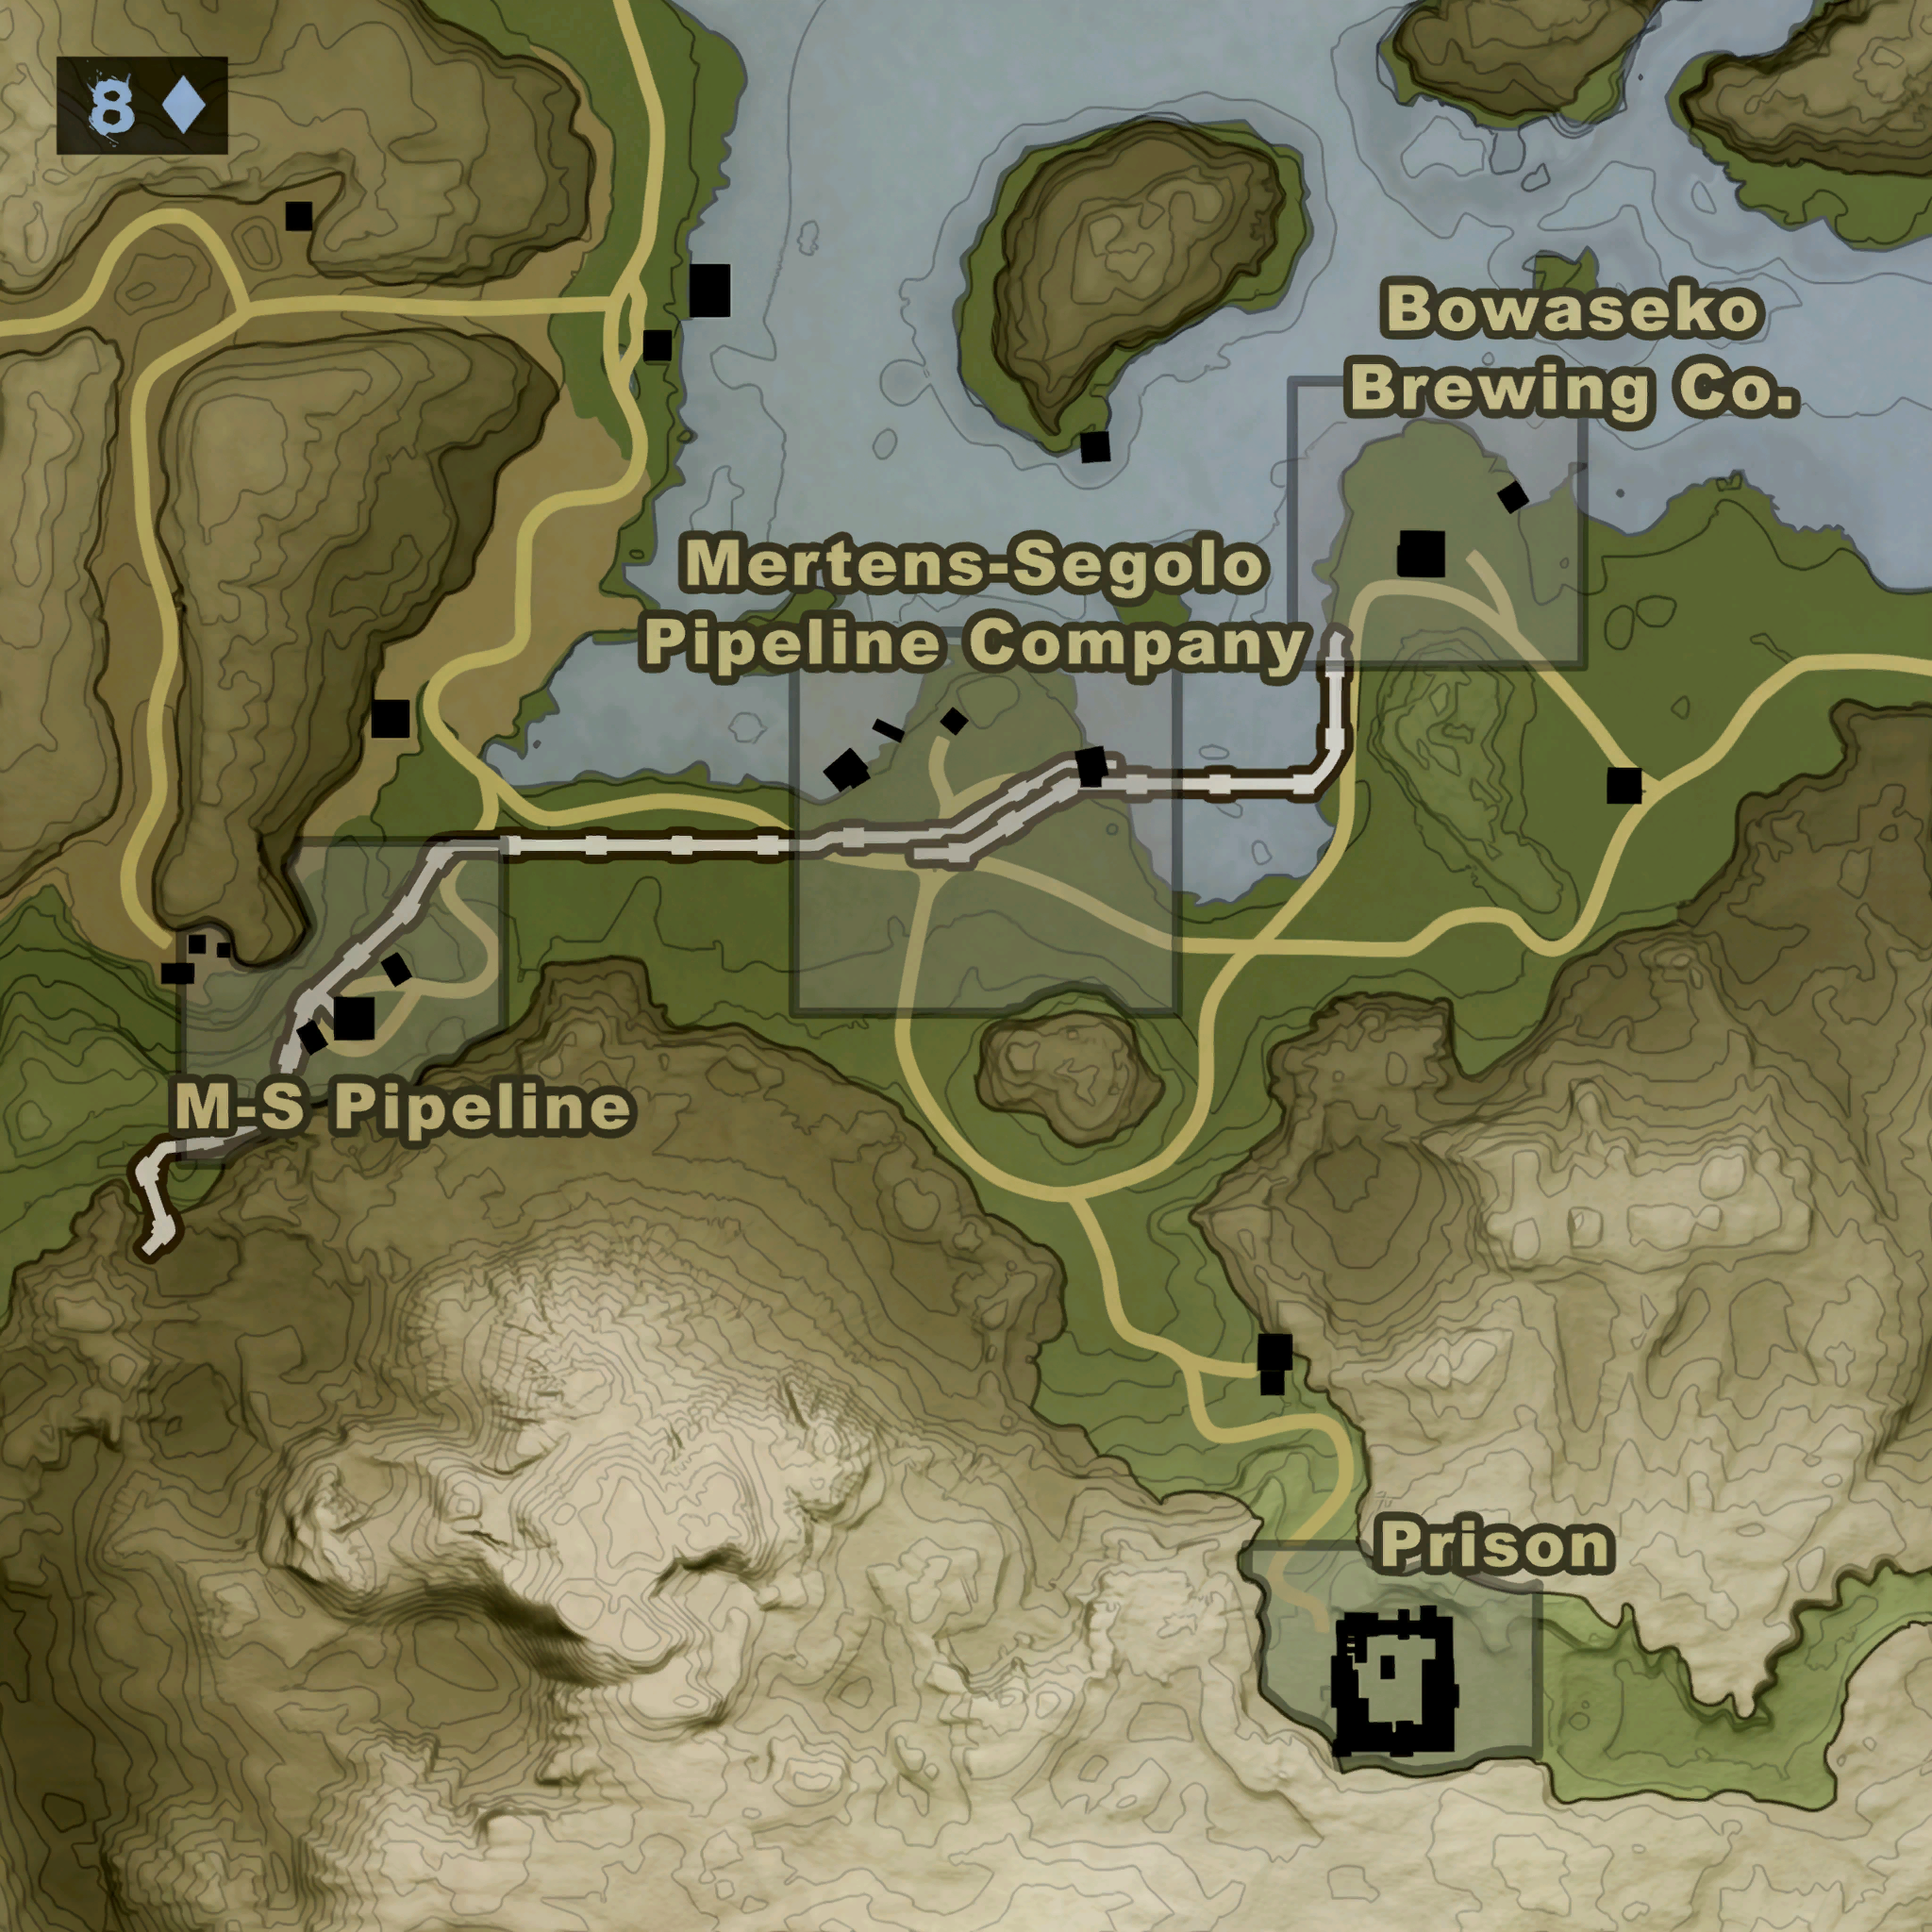 8
Bowaseko
Brewing Co.
Mertens-Segolo
Pipeline Company
M-S Pipeline
Prison